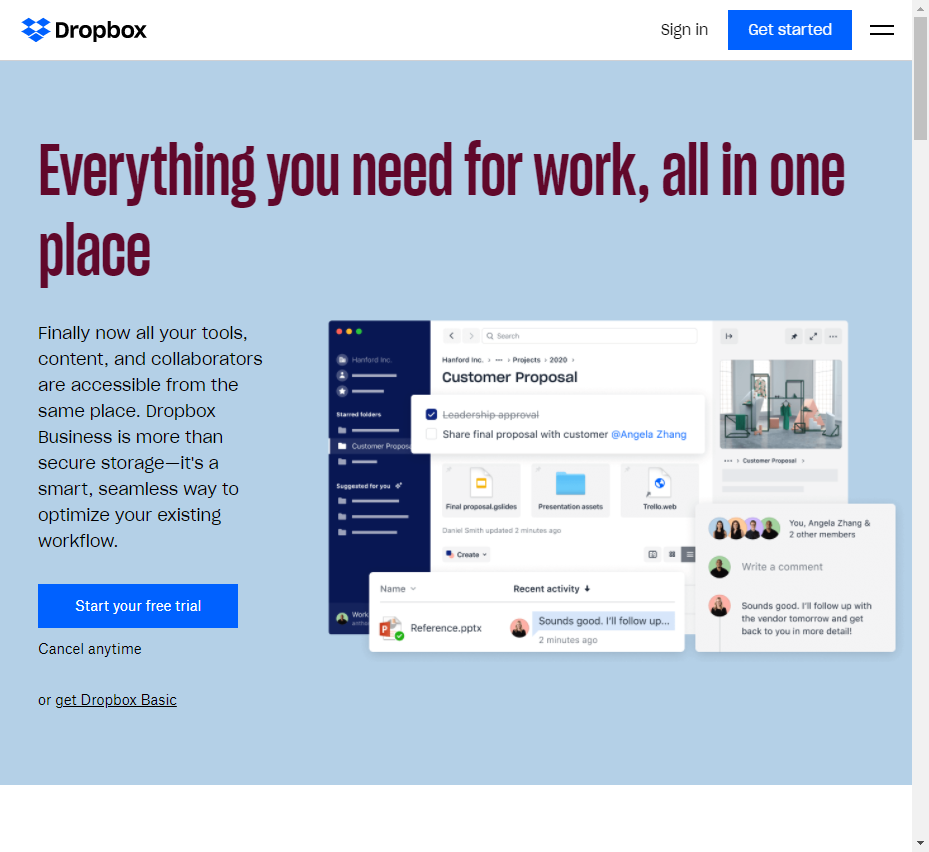 Dropbox
Sign in
Get started
Everything you need for work, all in one
place
Finally now all your tools,
content, and collaborators
are accessible from the
same place. Dropbox
Business is more than
secure storage—it's a
smart, seamless way to
optimize your existing
workflow.
Start your free trial
Cancel anytime
or get Dropbox Basic
Hanford Inc.
Starred folders
Customer Propos
Suggested for you
Work
Search
Hanford Inc. › ··· › Projects › 2020 ›
Customer Proposal
Leadership approval
Share final proposal with customer @Angela Zhang
Final proposal.gslides
Presentation assets
Trello.web
Daniel Smith updated 2 minutes ago
Create
Name
Recent activity
Reference.pptx
Sounds good. I'll follow up...
2 minutes ago
··· › Customer Proposal ›
You, Angela Zhang &
2 other members
Write a comment
Sounds good. I'll follow up with
the vendor tomorrow and get
back to you in more detail!